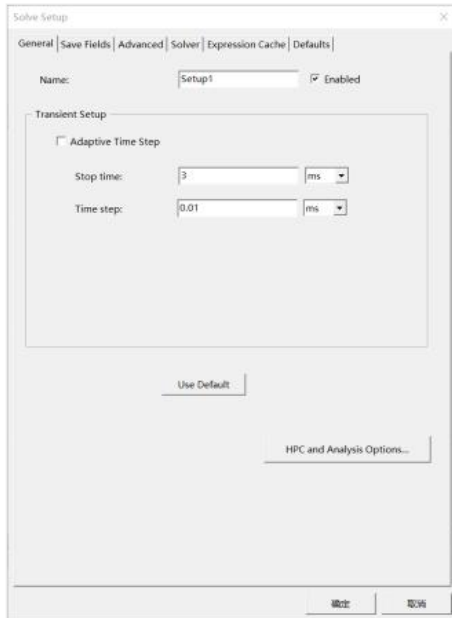 Solve Setup
General Save Fields Advanced Solver Expression Cache Defaults
Name: Setup1 Enabled
Transient Setup
Adaptive Time Step
Stop time: 3 ms
Time step: 0.01 ms
Use Default
HPC and Analysis Options...
确定 取消